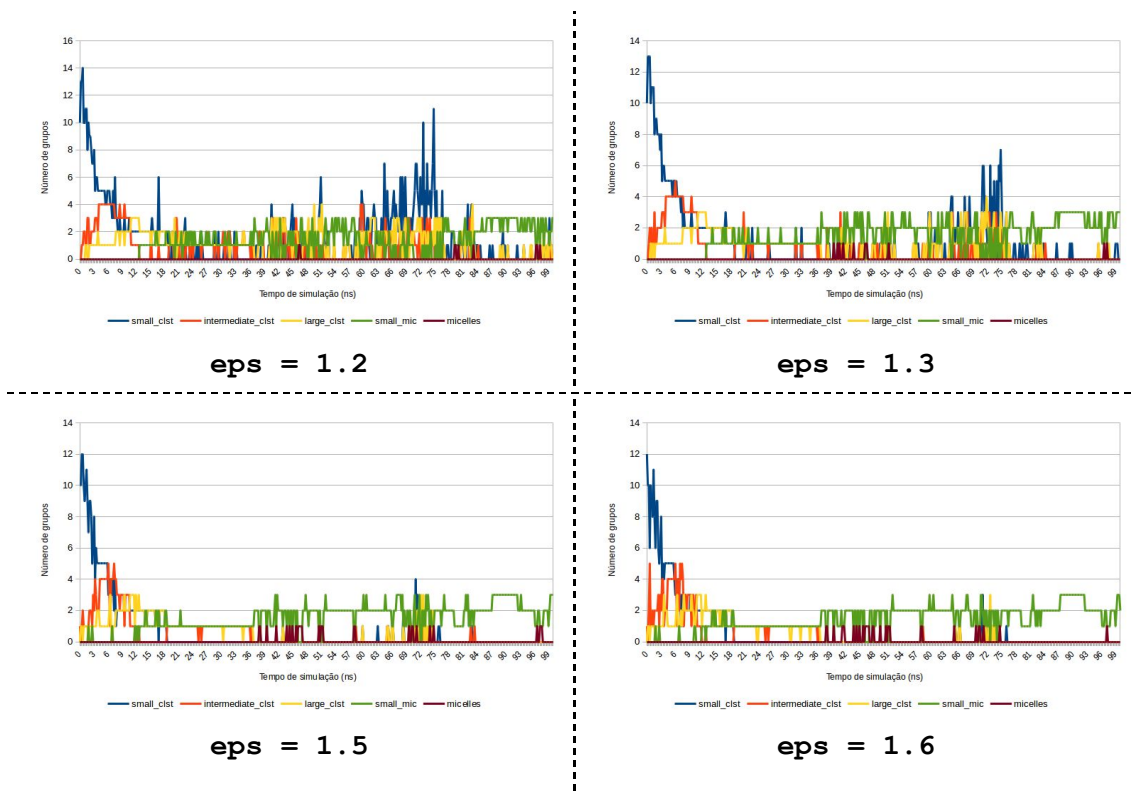 16
14
12
10
8
6
4
2
0
Número de grupos
0 3 6 9 12 15 18 21 24 27 30 33 36 39 42 45 48 51 54 57 60 63 66 69 72 75 78 81 84 87 90 93 96 99
Tempo de simulação (ns)
small_clst intermediate_clst large_clst small_mic micelles
eps = 1.2
14
12
10
8
6
4
2
0
Número de grupos
0 3 6 9 12 15 18 21 24 27 30 33 36 39 42 45 48 51 54 57 60 63 66 69 72 75 78 81 84 87 90 93 96 99
Tempo de simulação (ns)
small_clst intermediate_clst large_clst small_mic micelles
eps = 1.3
14
12
10
8
6
4
2
0
Número de grupos
0 3 6 9 12 15 18 21 24 27 30 33 36 39 42 45 48 51 54 57 60 63 66 69 72 75 78 81 84 87 90 93 96 99
Tempo de simulação (ns)
small_clst intermediate_clst large_clst small_mic micelles
eps = 1.5
14
12
10
8
6
4
2
0
Número de grupos
0 3 6 9 12 15 18 21 24 27 30 33 36 39 42 45 48 51 54 57 60 63 66 69 72 75 78 81 84 87 90 93 96 99
Tempo de simulação (ns)
small_clst intermediate_clst large_clst small_mic micelles
eps = 1.6